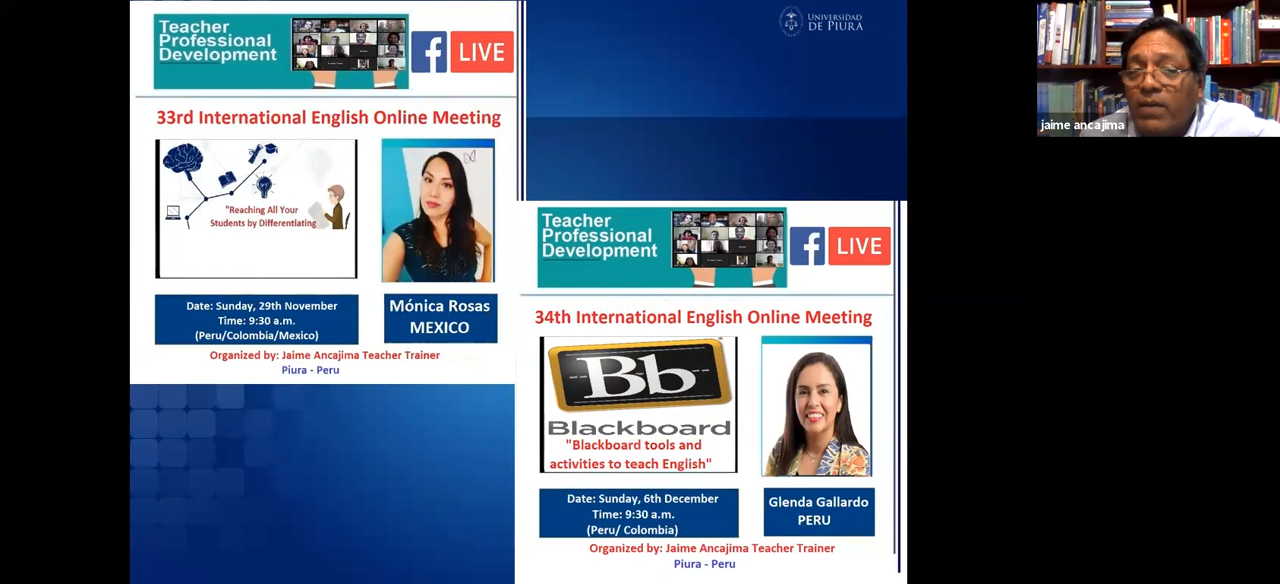 Teacher
Professional
Development
f LIVE
33rd International English Online Meeting
"Reaching All Your
Students by Differentiating
Date: Sunday, 29th November
Time: 9:30 a.m.
(Peru/Colombia/Mexico)
Mónica Rosas
MEXICO
Organized by: Jaime Ancajima Teacher Trainer
Piura - Peru
UNIVERSIDAD
DE PIURA
Teacher
Professional
Development
f LIVE
34th International English Online Meeting
Bb
Blackboard
"Blackboard tools and
activities to teach English"
Date: Sunday, 6th December
Time: 9:30 a.m.
(Peru/ Colombia)
Glenda Gallardo
PERU
Organized by: Jaime Ancajima Teacher Trainer
Piura - Peru
jaime ancajima